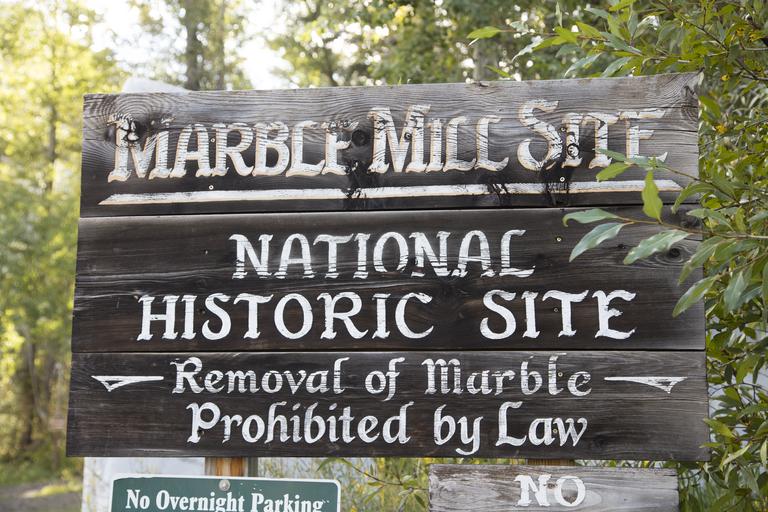 MARBLE MILL SITE
NATIONAL
HISTORIC SITE
Removal of Marble
Prohibited by Law
No Overnight Parking
NO